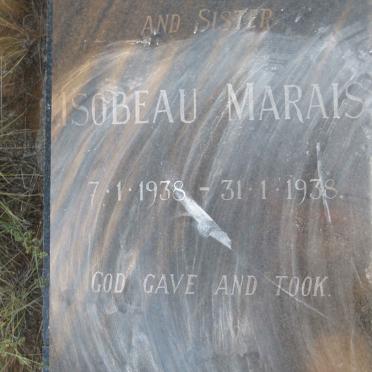 AND SISTER
ISOBEAU MARAIS
7·1·1938 – 31·1·1938.
GOD GAVE AND TOOK.